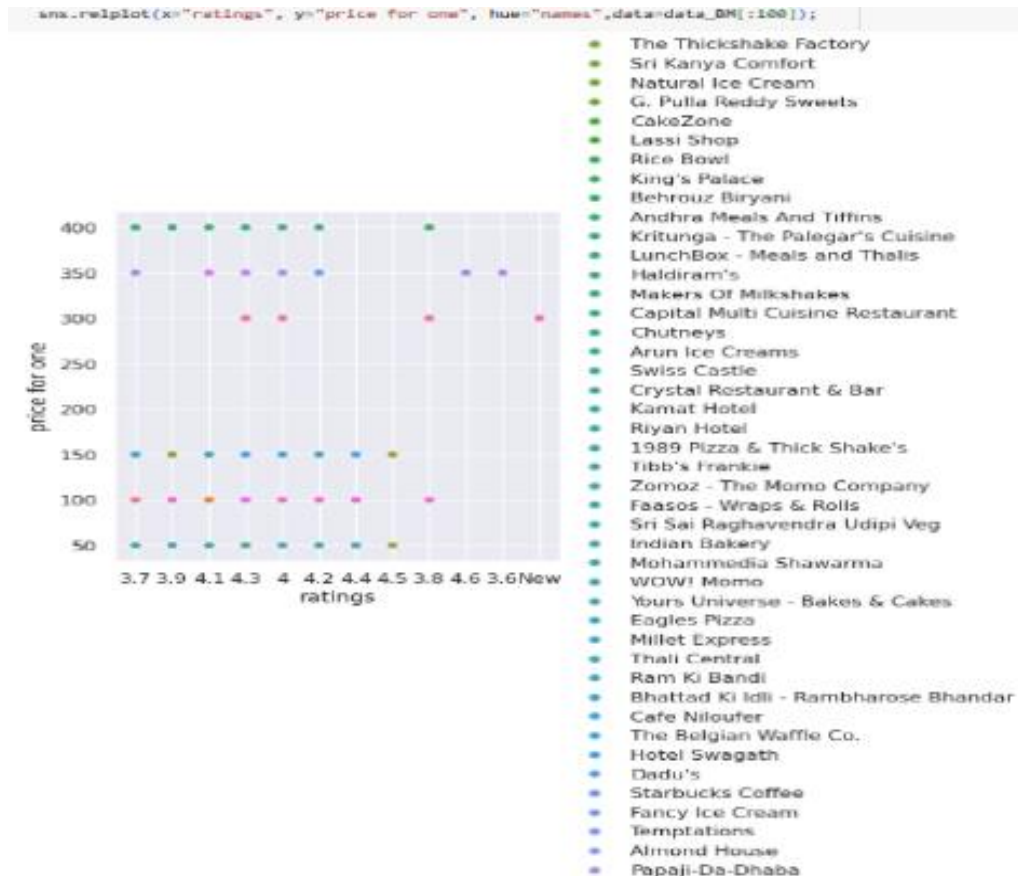 sns.relplot(x="ratings", y="price for one", hue="names",data=data_BM[:100]);
The Thickshake Factory
Sri Kanya Comfort
Natural Ice Cream
G. Pulla Reddy Sweets
CakeZone
Lassi Shop
Rice Bowl
King's Palace
Behrouz Biryani
Andhra Meals And Tiffins
Kritunga - The Palegar's Cuisine
LunchBox - Meals and Thalis
Haldiram's
Makers Of Milkshakes
Capital Multi Cuisine Restaurant
Chutneys
Arun Ice Creams
Swiss Castle
Crystal Restaurant & Bar
Kamat Hotel
Riyan Hotel
1989 Pizza & Thick Shake's
Tibb's Frankie
Zomoz - The Momo Company
Faasos - Wraps & Rolls
Sri Sai Raghavendra Udipi Veg
Indian Bakery
Mohammedia Shawarma
WOW! Momo
Yours Universe - Bakes & Cakes
Eagles Pizza
Millet Express
Thali Central
Ram Ki Bandi
Bhattad Ki Idli - Rambharose Bhandar
Cafe Niloufer
The Belgian Waffle Co.
Hotel Swagath
Dadu's
Starbucks Coffee
Fancy Ice Cream
Temptations
Almond House
Papaji-Da-Dhaba
price for one
400
350
300
250
200
150
100
50
3.7 3.9 4.1 4.3 4 4.2 4.4 4.5 3.8 4.6 3.6 New
ratings